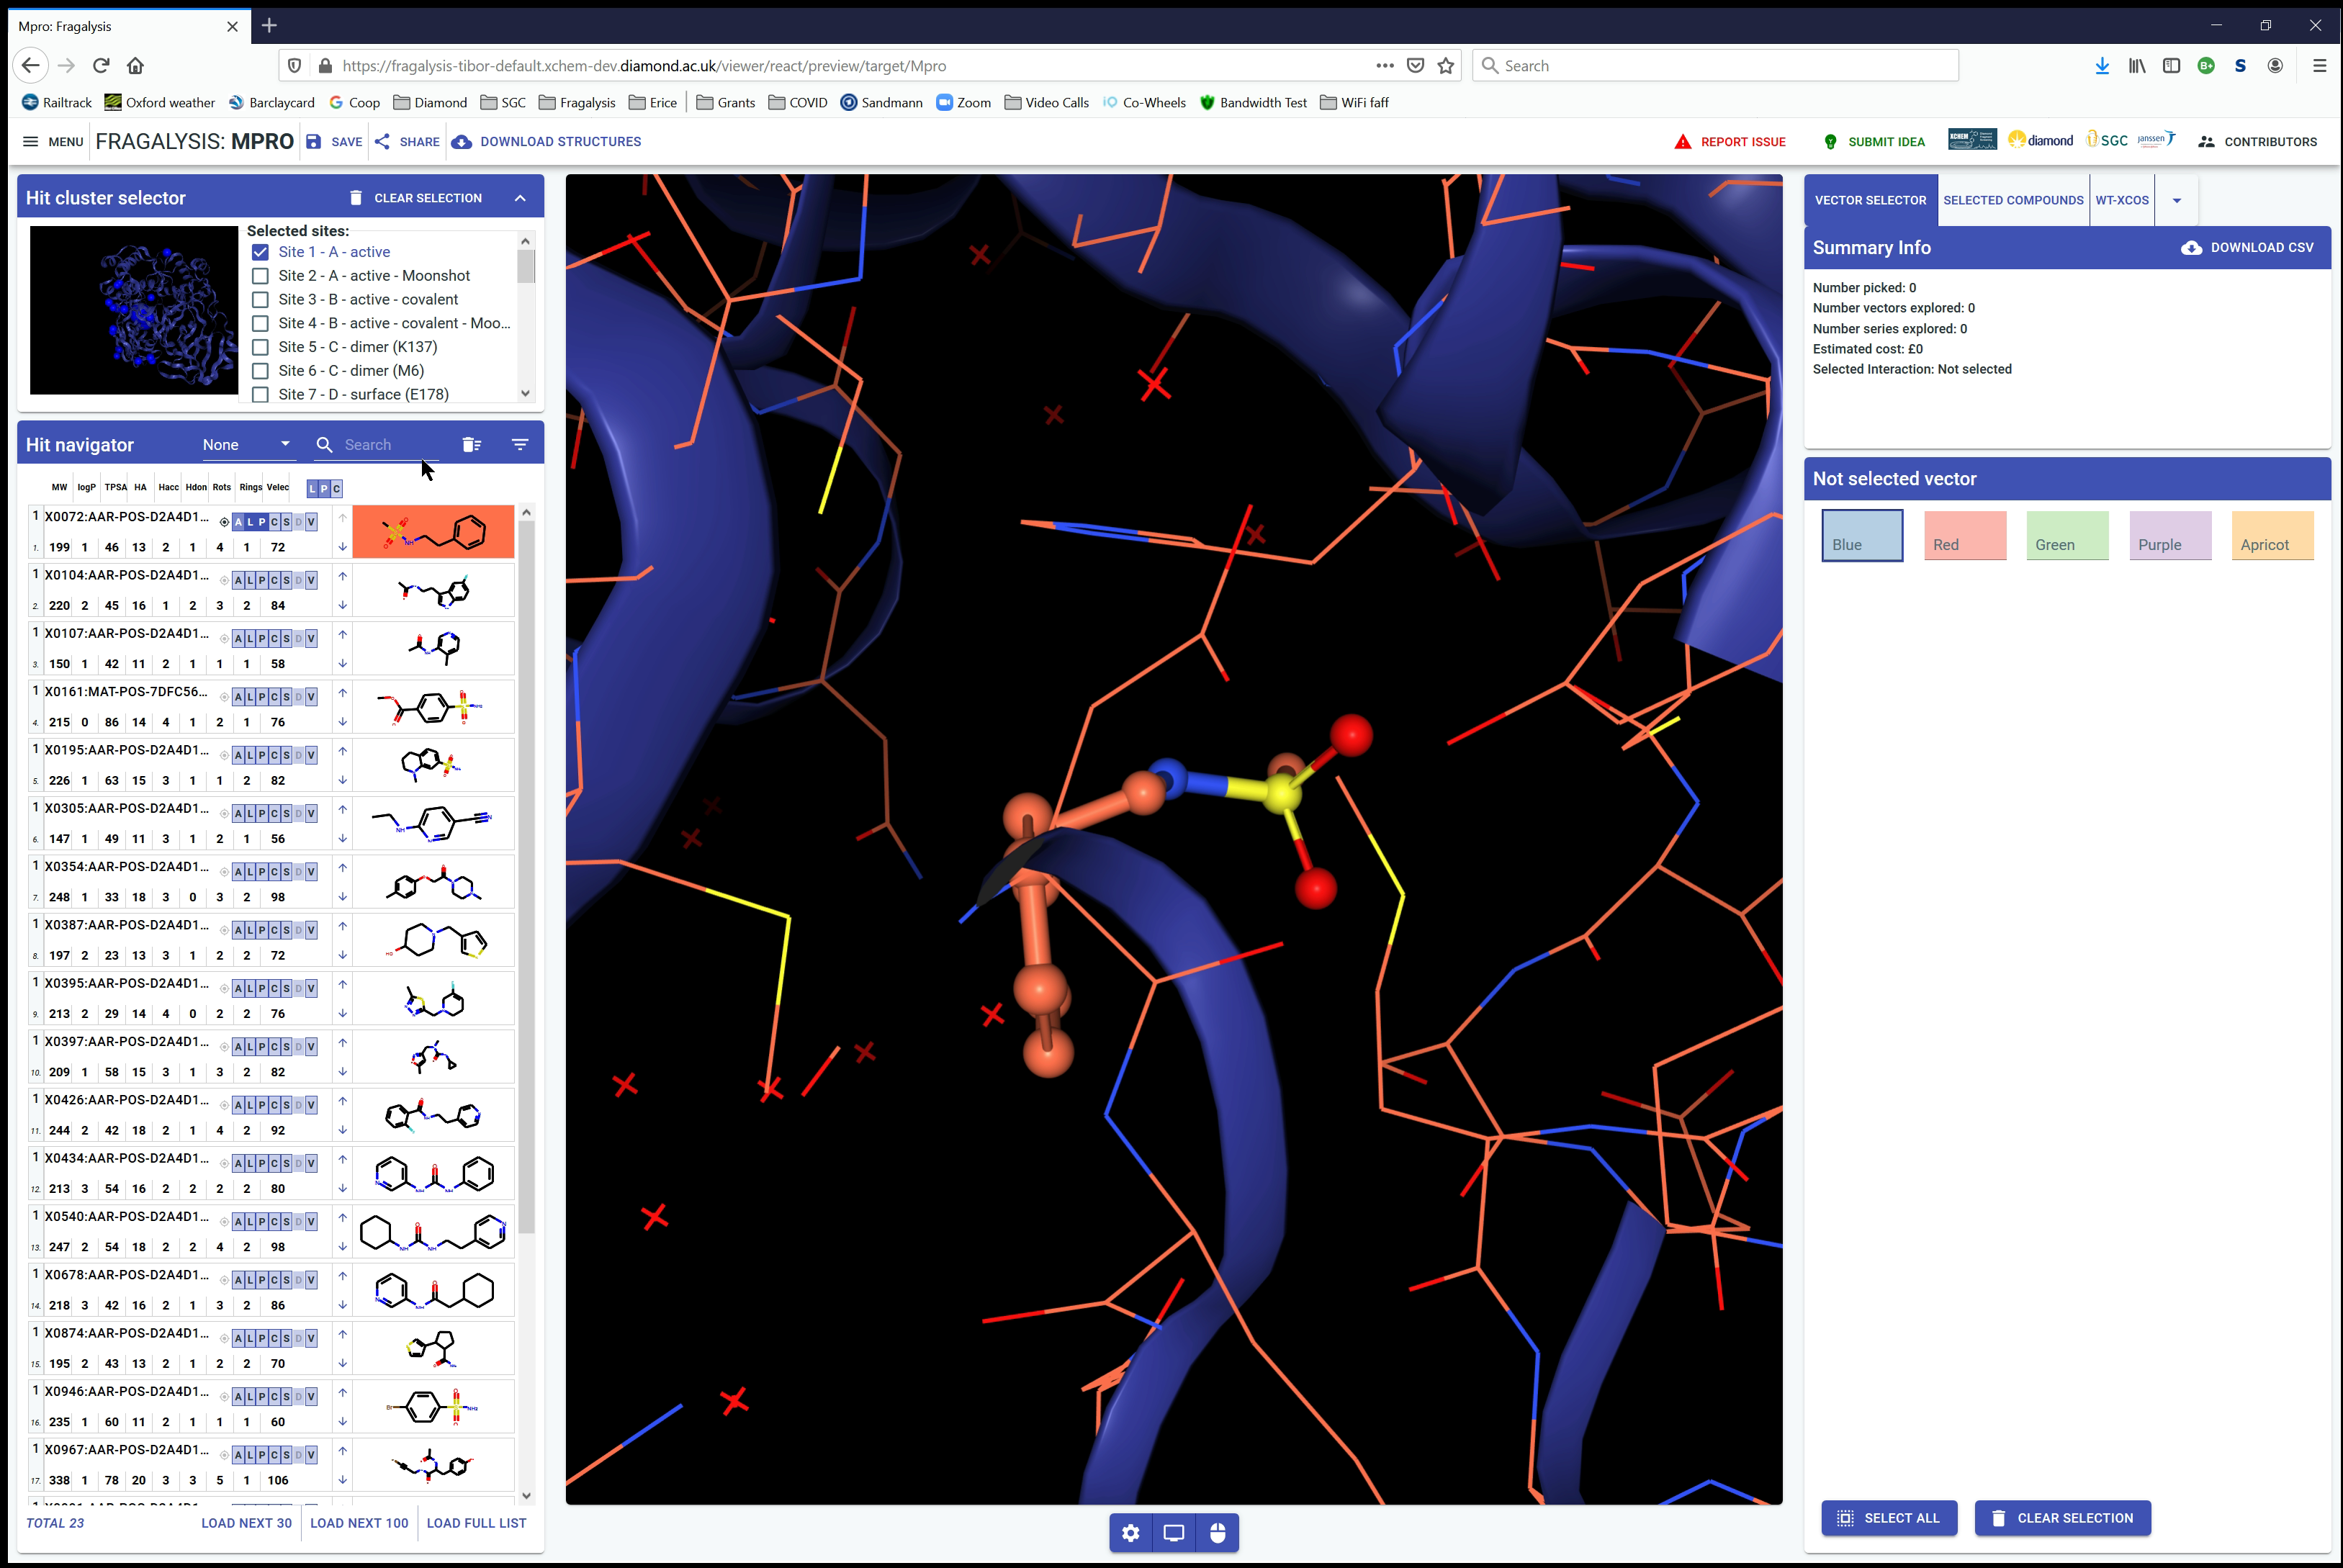 Mpro: Fragalysis
https://fragalysis-tibor-default.xchem-dev.diamond.ac.uk/viewer/react/preview/target/Mpro
Search
Railtrack Oxford weather Barclaycard Coop Diamond SGC Fragalysis Erice Grants COVID Sandmann Zoom Video Calls Co-Wheels Bandwidth Test WiFi faff
MENU FRAGALYSIS: MPRO SAVE SHARE DOWNLOAD STRUCTURES REPORT ISSUE SUBMIT IDEA XCHEM diamond SGC janssen CONTRIBUTORS
Hit cluster selector CLEAR SELECTION
Selected sites:
Site 1 - A - active
Site 2 - A - active - Moonshot
Site 3 - B - active - covalent
Site 4 - B - active - covalent - Moo...
Site 5 - C - dimer (K137)
Site 6 - C - dimer (M6)
Site 7 - D - surface (E178)
Hit navigator None Search
MW logP TPSA HA Hacc Hdon Rots Rings Velec L P C
1 X0072:AAR-POS-D2A4D1... A L P C S D V
1. 199 1 46 13 2 1 4 1 72
1 X0104:AAR-POS-D2A4D1... A L P C S D V
2. 220 2 45 16 1 2 3 2 84
1 X0107:AAR-POS-D2A4D1... A L P C S D V
3. 150 1 42 11 2 1 1 1 58
1 X0161:MAT-POS-7DFC56... A L P C S D V
4. 215 0 86 14 4 1 2 1 76
1 X0195:AAR-POS-D2A4D1... A L P C S D V
5. 226 1 63 15 3 1 1 2 82
1 X0305:AAR-POS-D2A4D1... A L P C S D V
6. 147 1 49 11 3 1 2 1 56
1 X0354:AAR-POS-D2A4D1... A L P C S D V
7. 248 1 33 18 3 0 3 2 98
1 X0387:AAR-POS-D2A4D1... A L P C S D V
8. 197 2 23 13 3 1 2 2 72
1 X0395:AAR-POS-D2A4D1... A L P C S D V
9. 213 2 29 14 4 0 2 2 76
1 X0397:AAR-POS-D2A4D1... A L P C S D V
10. 209 1 58 15 3 1 3 2 82
1 X0426:AAR-POS-D2A4D1... A L P C S D V
11. 244 2 42 18 2 1 4 2 92
1 X0434:AAR-POS-D2A4D1... A L P C S D V
12. 213 3 54 16 2 2 2 2 80
1 X0540:AAR-POS-D2A4D1... A L P C S D V
13. 247 2 54 18 2 2 4 2 98
1 X0678:AAR-POS-D2A4D1... A L P C S D V
14. 218 3 42 16 2 1 3 2 86
1 X0874:AAR-POS-D2A4D1... A L P C S D V
15. 195 2 43 13 2 1 2 2 70
1 X0946:AAR-POS-D2A4D1... A L P C S D V
16. 235 1 60 11 2 1 1 1 60
1 X0967:AAR-POS-D2A4D1... A L P C S D V
17. 338 1 78 20 3 3 5 1 106
TOTAL 23 LOAD NEXT 30 LOAD NEXT 100 LOAD FULL LIST
VECTOR SELECTOR SELECTED COMPOUNDS WT-XCOS
Summary Info DOWNLOAD CSV
Number picked: 0
Number vectors explored: 0
Number series explored: 0
Estimated cost: £0
Selected Interaction: Not selected
Not selected vector
Blue Red Green Purple Apricot
SELECT ALL CLEAR SELECTION